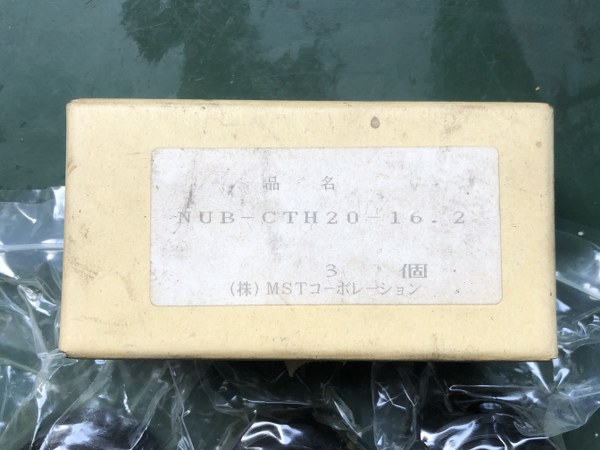 品 名
NUB-CTH20-16.2
3 個
(株)MSTコーポレーション